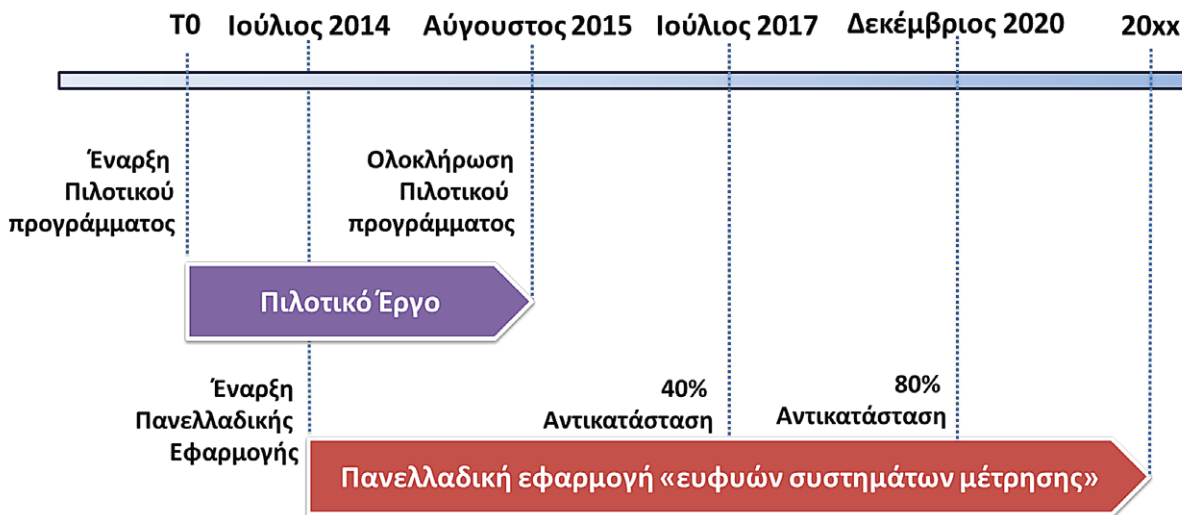 T0 Ιούλιος 2014 Αύγουστος 2015 Ιούλιος 2017 Δεκέμβριος 2020 20xx
Έναρξη
Πιλοτικού
προγράμματος
Ολοκλήρωση
Πιλοτικού
προγράμματος
Πιλοτικό Έργο
Έναρξη
Πανελλαδικής
Εφαρμογής
40%
Αντικατάσταση
80%
Αντικατάσταση
Πανελλαδική εφαρμογή «ευφυών συστημάτων μέτρησης»